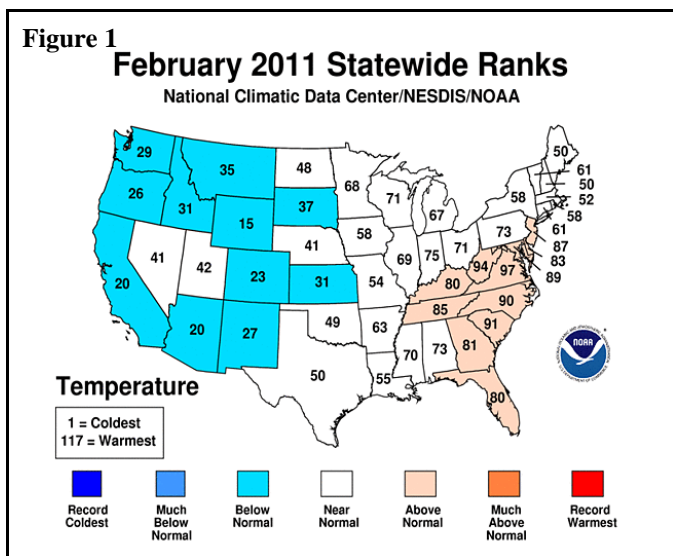 Figure 1
February 2011 Statewide Ranks
National Climatic Data Center/NESDIS/NOAA
29
35
48
68
71
67
50
61
50
52
58
61
87
83
89
26
31
15
37
58
58
73
41
42
41
69
75
71
94
97
20
23
31
54
80
90
85
91
20
27
49
63
70
73
81
50
55
80
NOAA
Temperature
1 = Coldest
117 = Warmest
Record
Coldest
Much
Below
Normal
Below
Normal
Near
Normal
Above
Normal
Much
Above
Normal
Record
Warmest